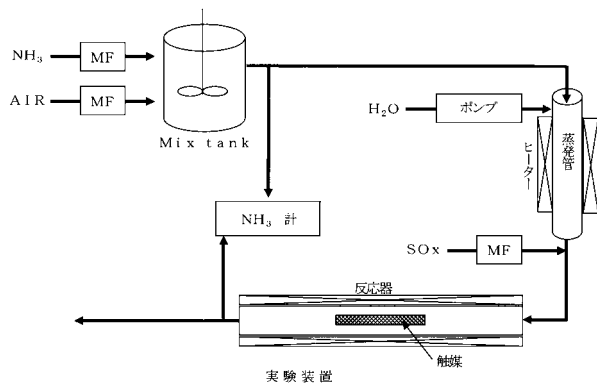 NH₃
MF
AIR
MF
Mix tank
H₂O
ポンプ
ヒーター
蒸発管
NH₃ 計
SOx
MF
反応器
触媒
実験装置